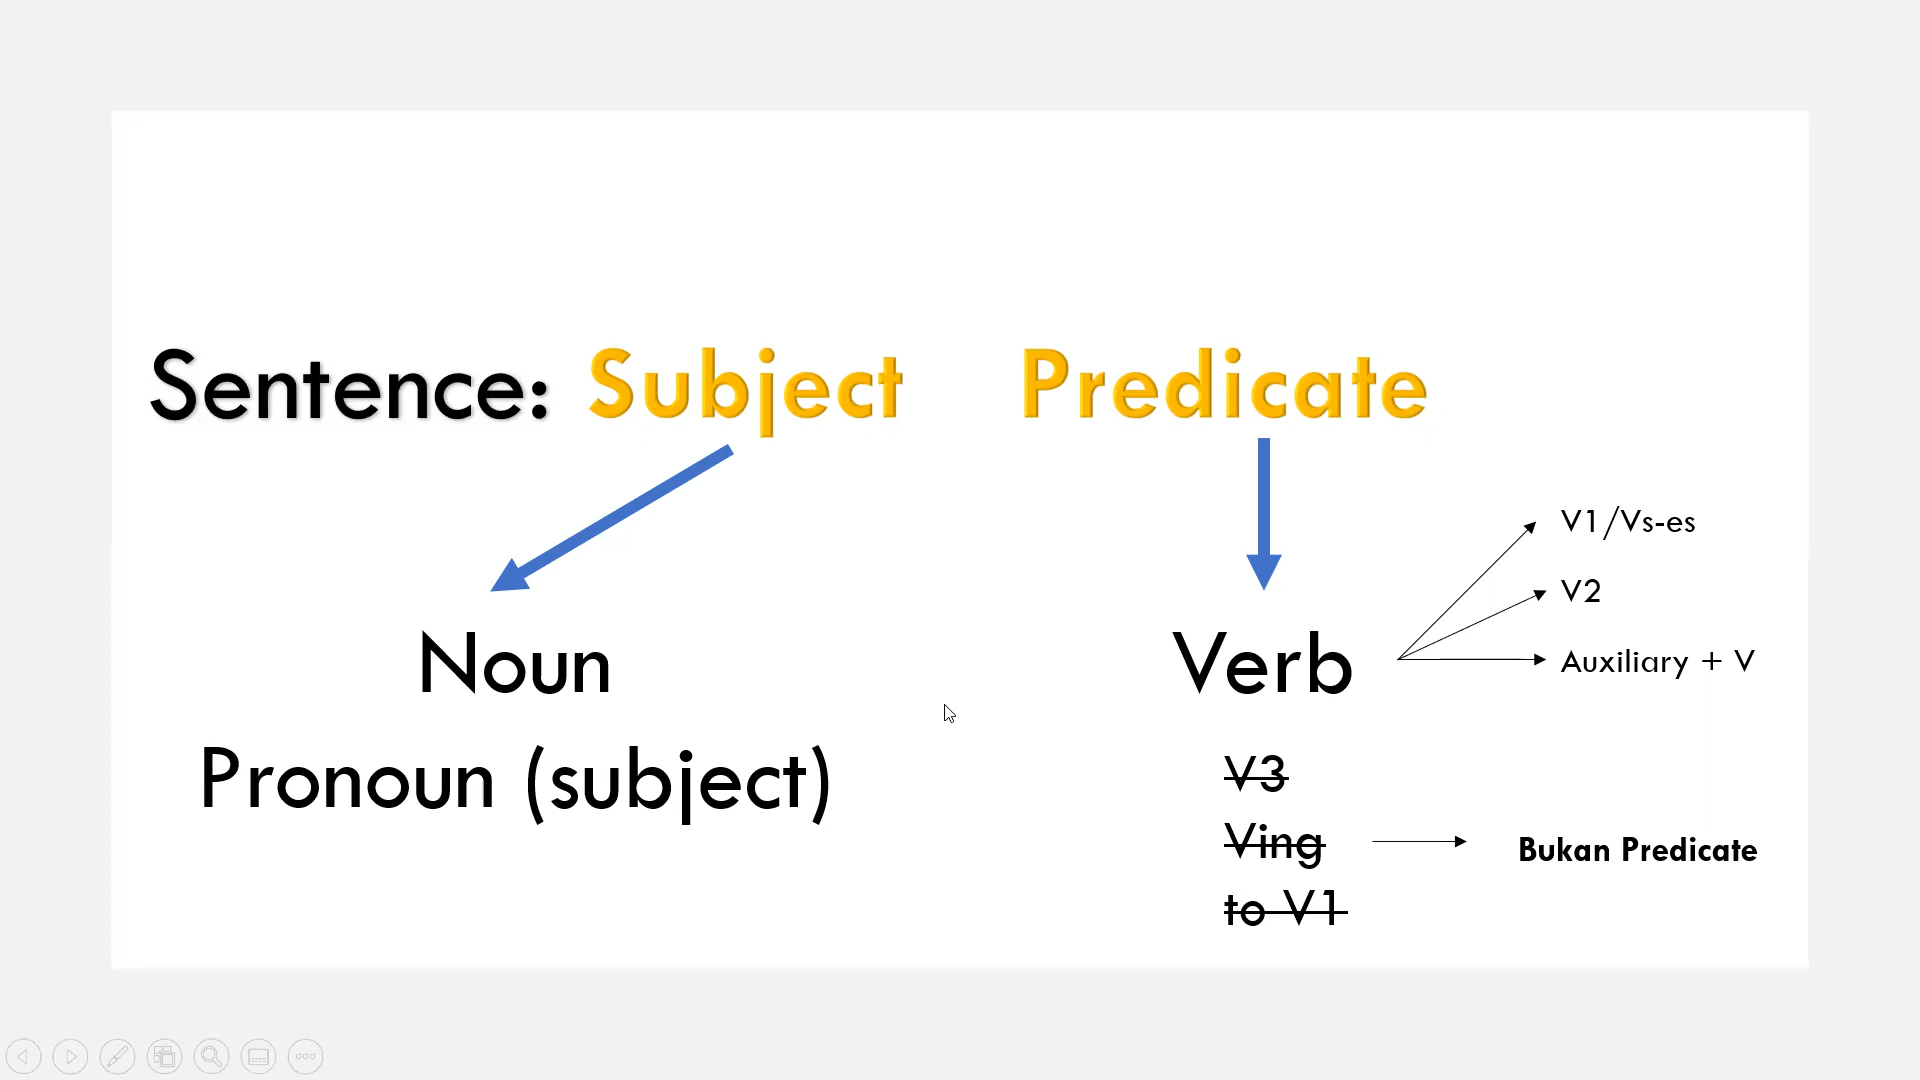 Sentence: Subject Predicate
V1/Vs-es
V2
Noun Verb Auxiliary + V
Pronoun (subject) V3
Ving Bukan Predicate
to V1